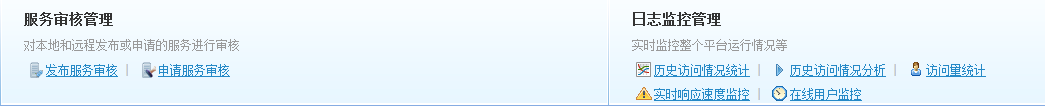 服务审核管理
对本地和远程发布或申请的服务进行审核
发布服务审核 | 申请服务审核
日志监控管理
实时监控整个平台运行情况等
历史访问情况统计 | 历史访问情况分析 | 访问量统计
实时响应速度监控 | 在线用户监控